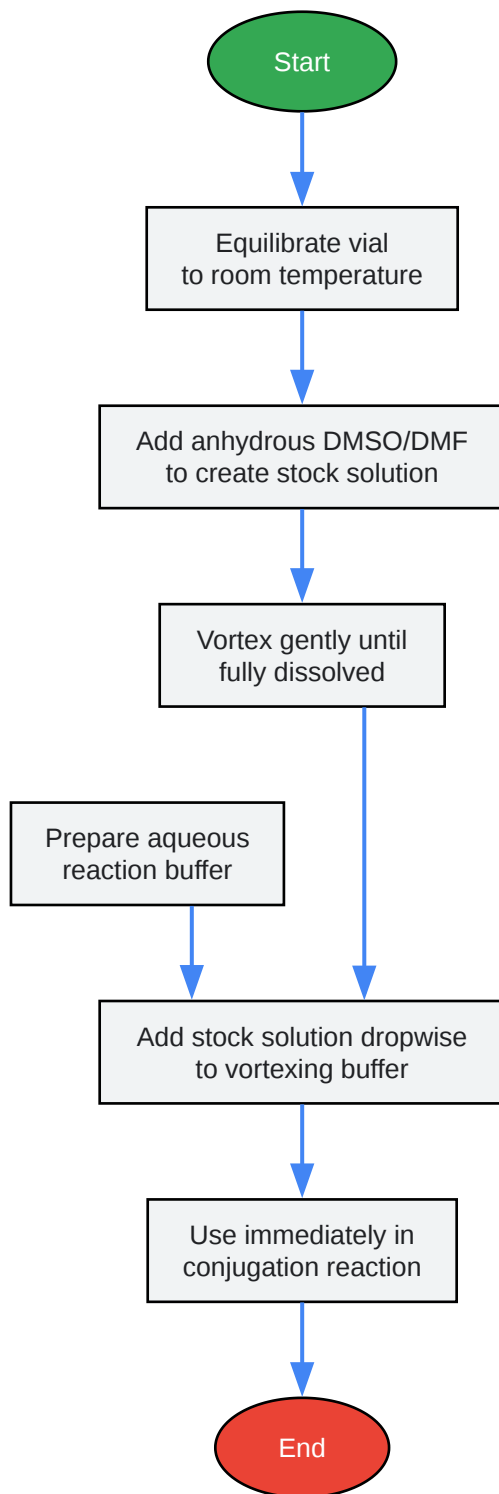 Start
Equilibrate vial
to room temperature
Add anhydrous DMSO/DMF
to create stock solution
Vortex gently until
fully dissolved
Prepare aqueous
reaction buffer
Add stock solution dropwise
to vortexing buffer
Use immediately in
conjugation reaction
End